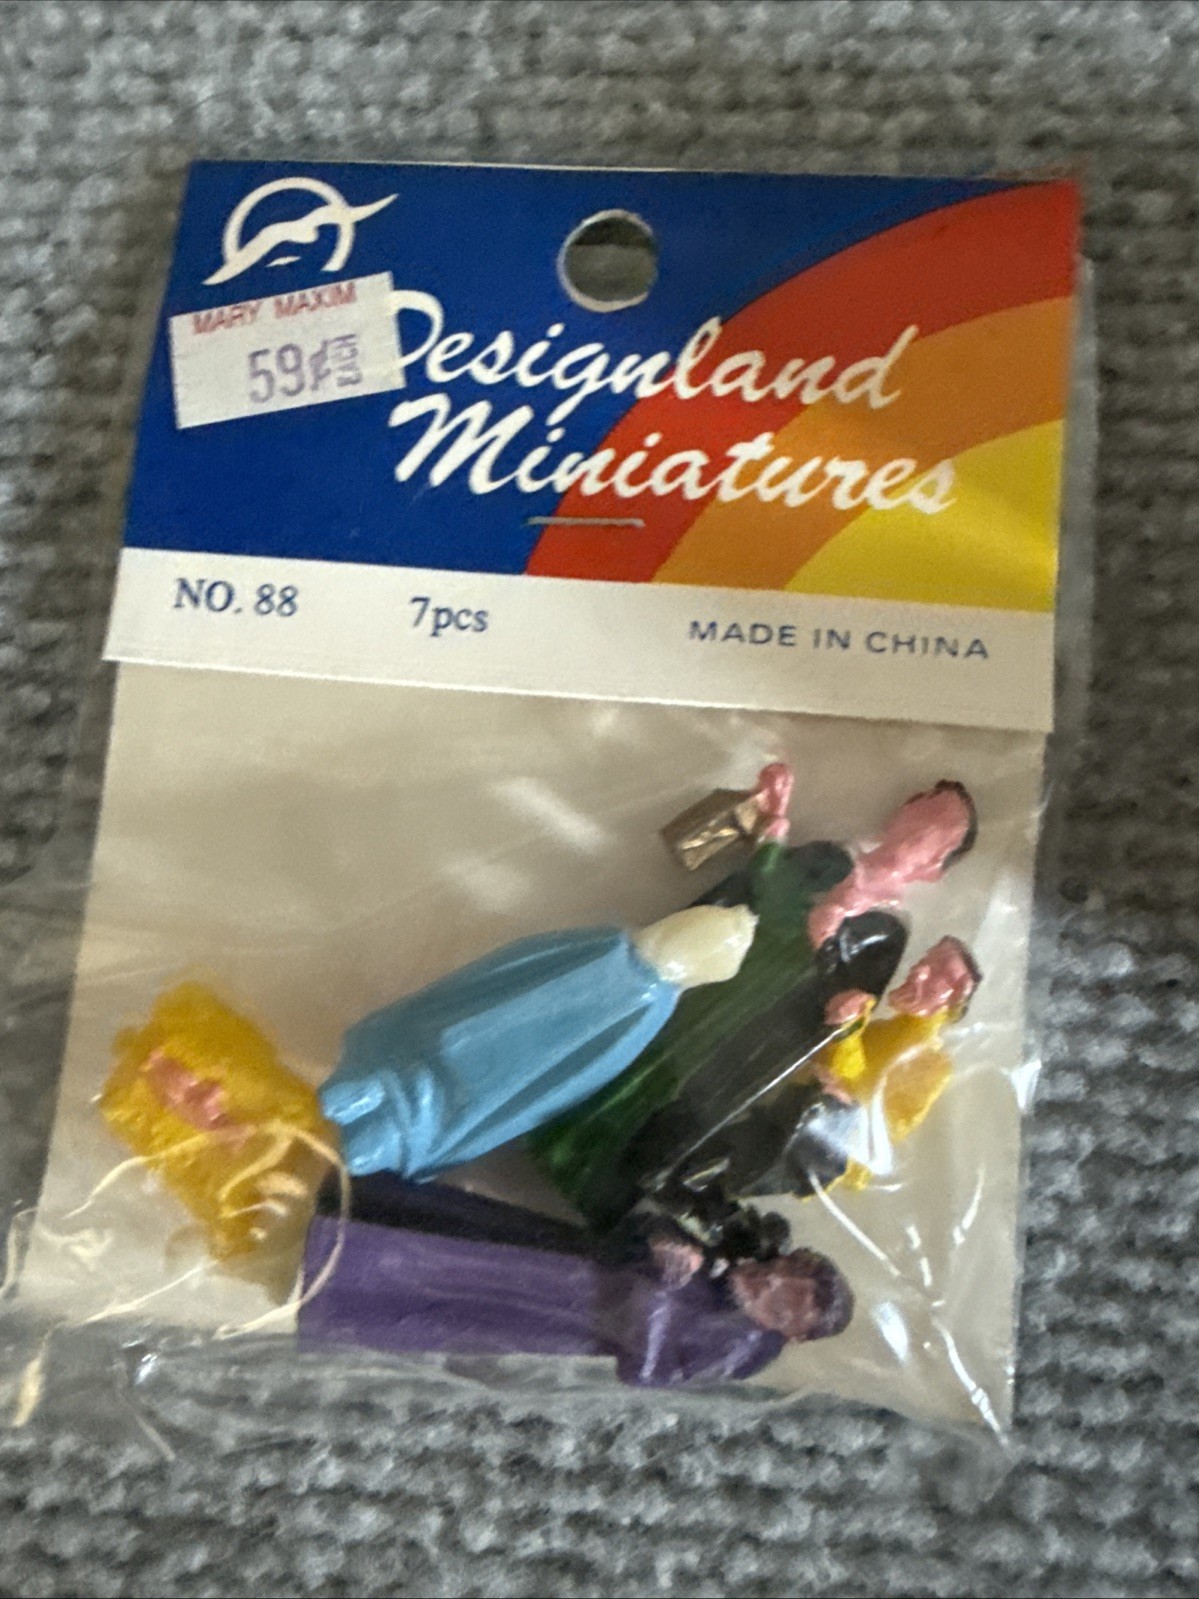 MARY MAXIM
59¢ EACH
Designland
Miniatures
NO. 88 7pcs MADE IN CHINA